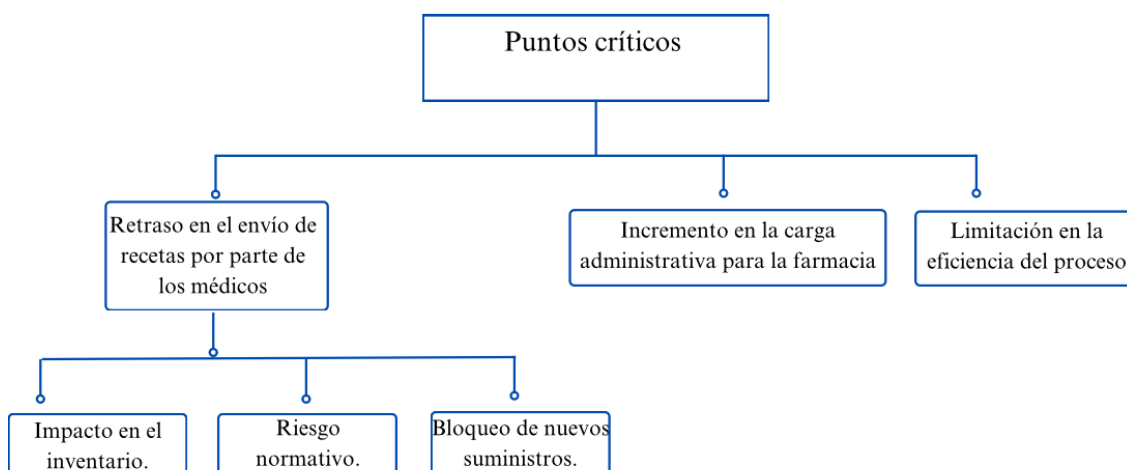 Puntos críticos
Retraso en el envío de
recetas por parte de
los médicos
Incremento en la carga
administrativa para la farmacia
Limitación en la
eficiencia del proceso
Impacto en el
inventario.
Riesgo
normativo.
Bloqueo de nuevos
suministros.